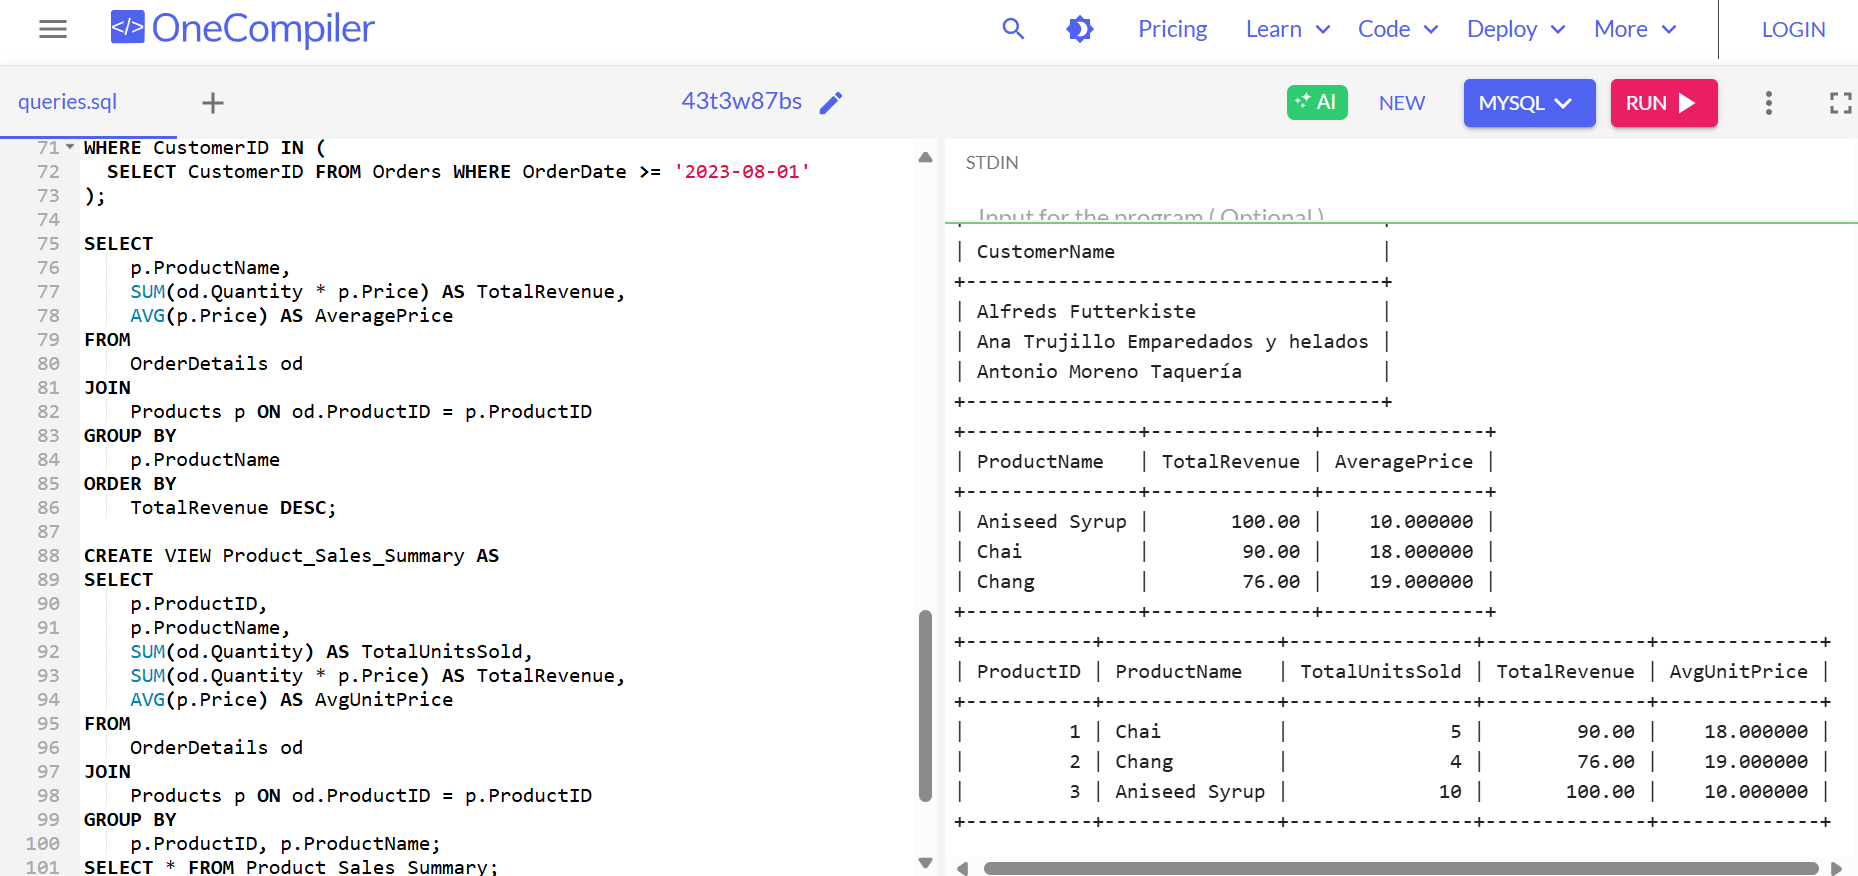 </> OneCompiler
Pricing
Learn
Code
Deploy
More
LOGIN
queries.sql
+
43t3w87bs
AI
NEW
MYSQL
RUN
71 WHERE CustomerID IN (
72   SELECT CustomerID FROM Orders WHERE OrderDate >= '2023-08-01'
73 );
74
75 SELECT
76     p.ProductName,
77     SUM(od.Quantity * p.Price) AS TotalRevenue,
78     AVG(p.Price) AS AveragePrice
79 FROM
80     OrderDetails od
81 JOIN
82     Products p ON od.ProductID = p.ProductID
83 GROUP BY
84     p.ProductName
85 ORDER BY
86     TotalRevenue DESC;
87
88 CREATE VIEW Product_Sales_Summary AS
89 SELECT
90     p.ProductID,
91     p.ProductName,
92     SUM(od.Quantity) AS TotalUnitsSold,
93     SUM(od.Quantity * p.Price) AS TotalRevenue,
94     AVG(p.Price) AS AvgUnitPrice
95 FROM
96     OrderDetails od
97 JOIN
98     Products p ON od.ProductID = p.ProductID
99 GROUP BY
100     p.ProductID, p.ProductName;
101 SELECT * FROM Product_Sales_Summary;
STDIN
Input for the program ( Optional )
| CustomerName                       |
+------------------------------------+
| Alfreds Futterkiste                |
| Ana Trujillo Emparedados y helados |
| Antonio Moreno Taquería            |
+------------------------------------+
+---------------+--------------+--------------+
| ProductName   | TotalRevenue | AveragePrice |
+---------------+--------------+--------------+
| Aniseed Syrup |       100.00 |    10.000000 |
| Chai          |        90.00 |    18.000000 |
| Chang         |        76.00 |    19.000000 |
+---------------+--------------+--------------+
+-----------+---------------+----------------+--------------+--------------+
| ProductID | ProductName   | TotalUnitsSold | TotalRevenue | AvgUnitPrice |
+-----------+---------------+----------------+--------------+--------------+
|         1 | Chai          |              5 |        90.00 |    18.000000 |
|         2 | Chang         |              4 |        76.00 |    19.000000 |
|         3 | Aniseed Syrup |             10 |       100.00 |    10.000000 |
+-----------+---------------+----------------+--------------+--------------+